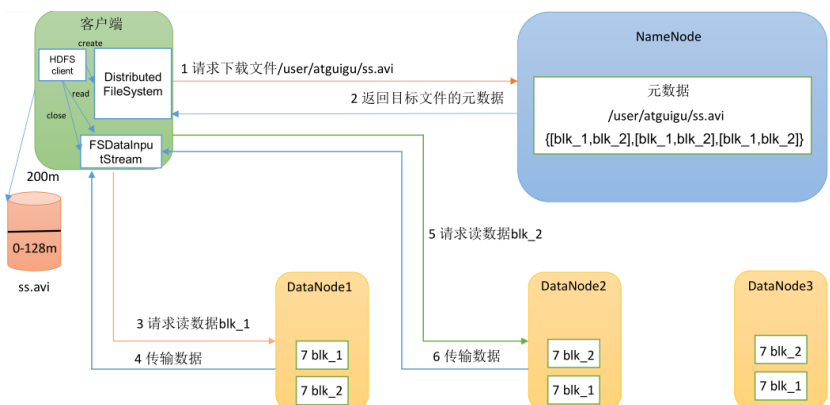 客户端
create
HDFS
client
Distributed
FileSystem
read
close
FSDataInpu
tStream
200m
0-128m
ss.avi
1 请求下载文件/user/atguigu/ss.avi
2 返回目标文件的元数据
NameNode
元数据
/user/atguigu/ss.avi
{[blk_1,blk_2],[blk_1,blk_2],[blk_1,blk_2]}
5 请求读数据blk_2
3 请求读数据blk_1
4 传输数据
6 传输数据
DataNode1
7 blk_1
7 blk_2
DataNode2
7 blk_2
7 blk_1
DataNode3
7 blk_2
7 blk_1